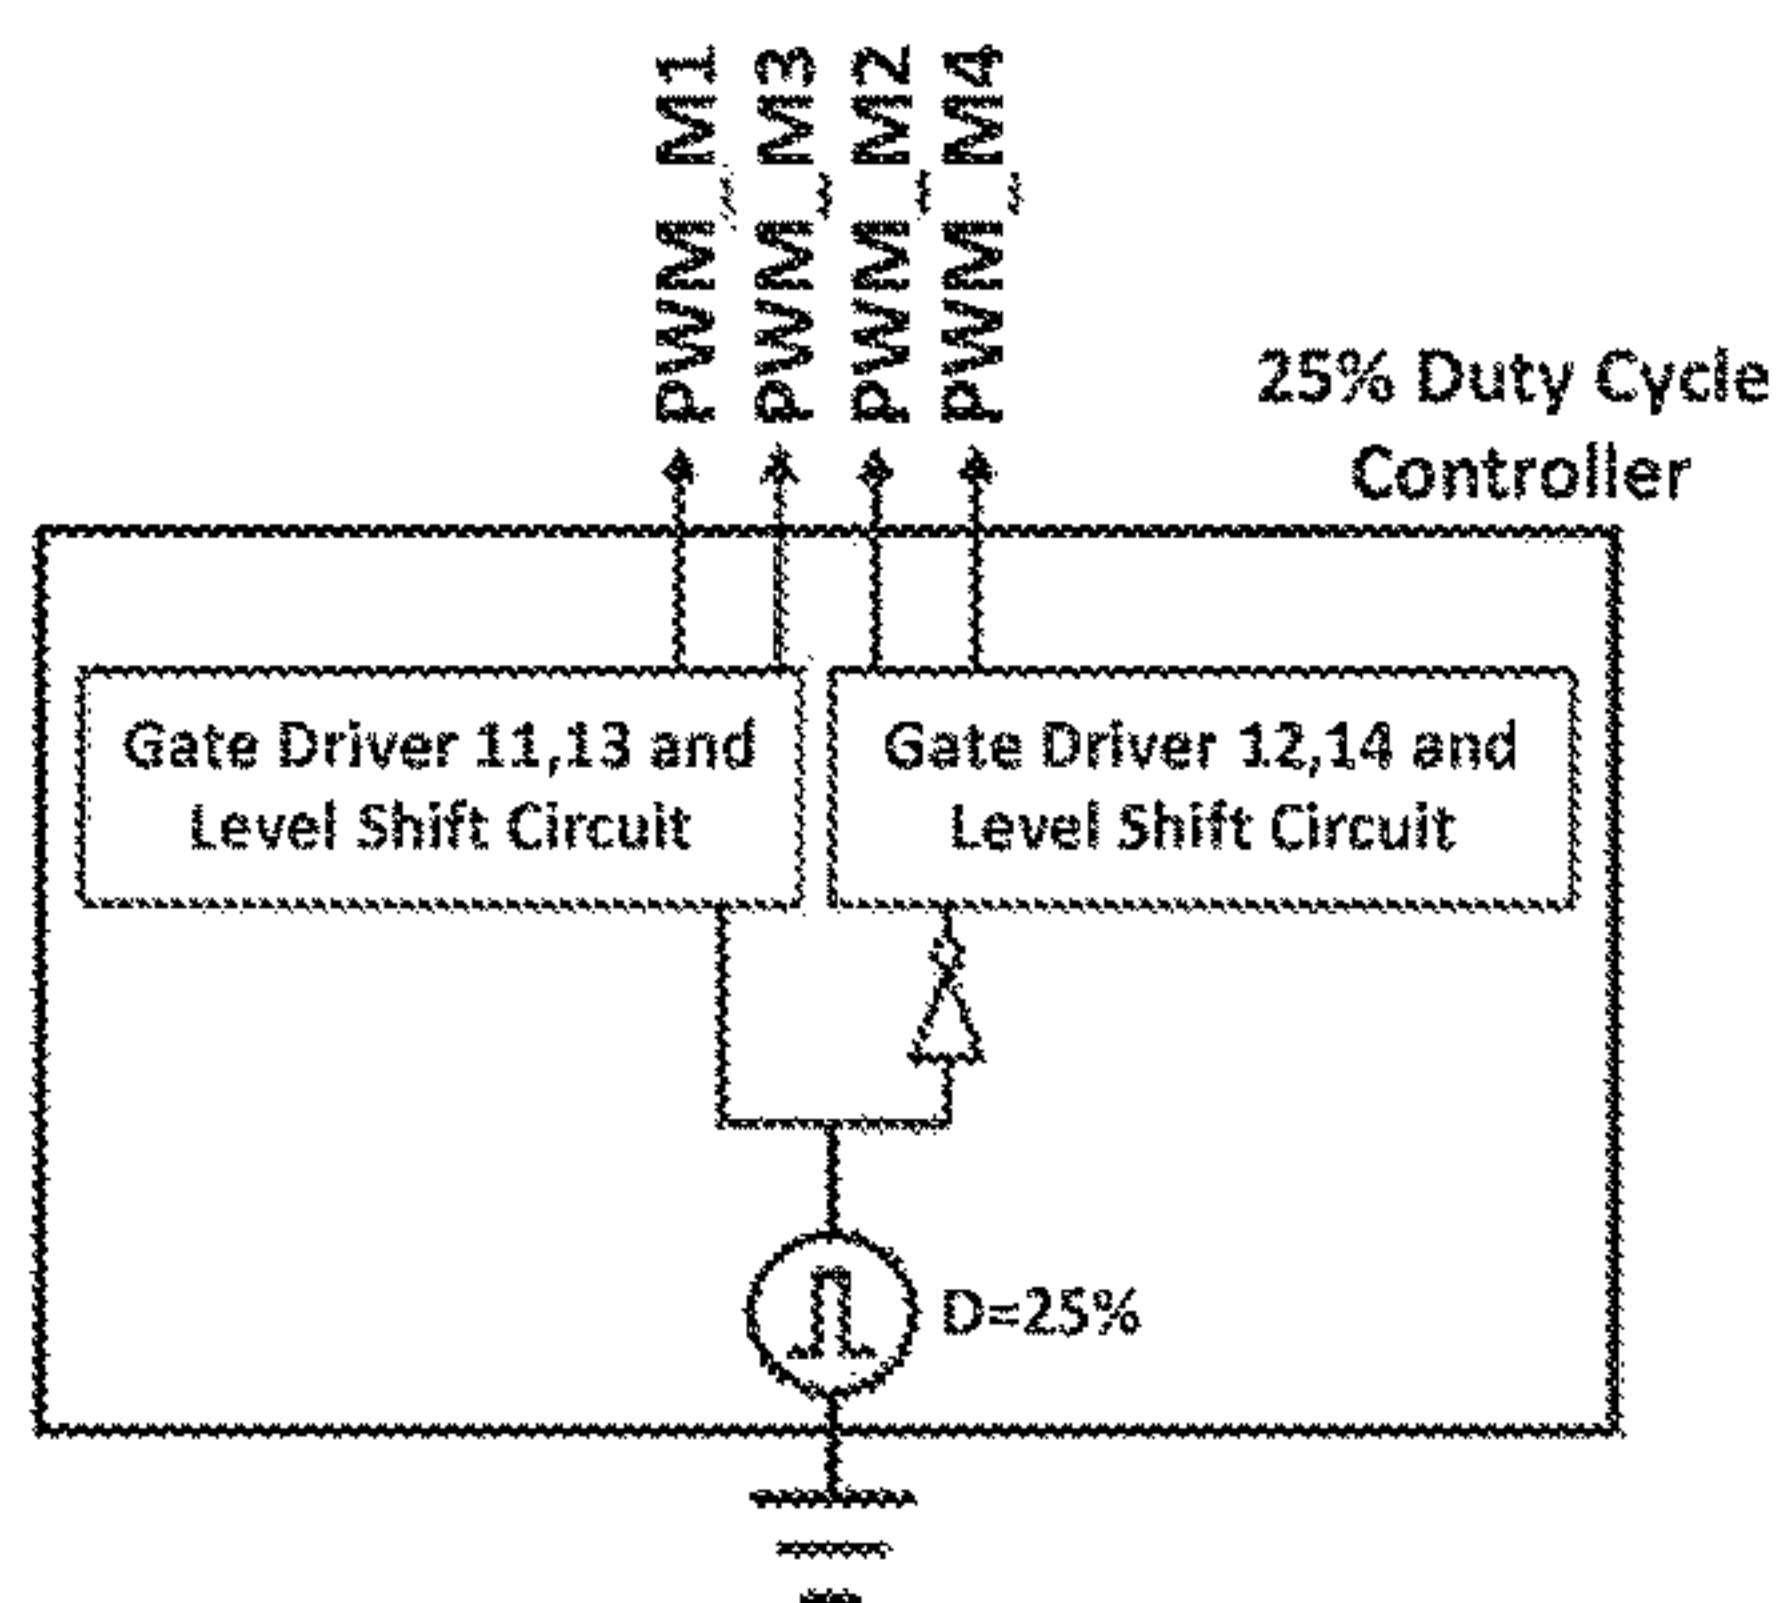 PWM_M1
PWM_M3
PWM_M2
PWM_M4
25% Duty Cycle
Controller
Gate Driver 11,13 and
Level Shift Circuit
Gate Driver 12,14 and
Level Shift Circuit
D=25%